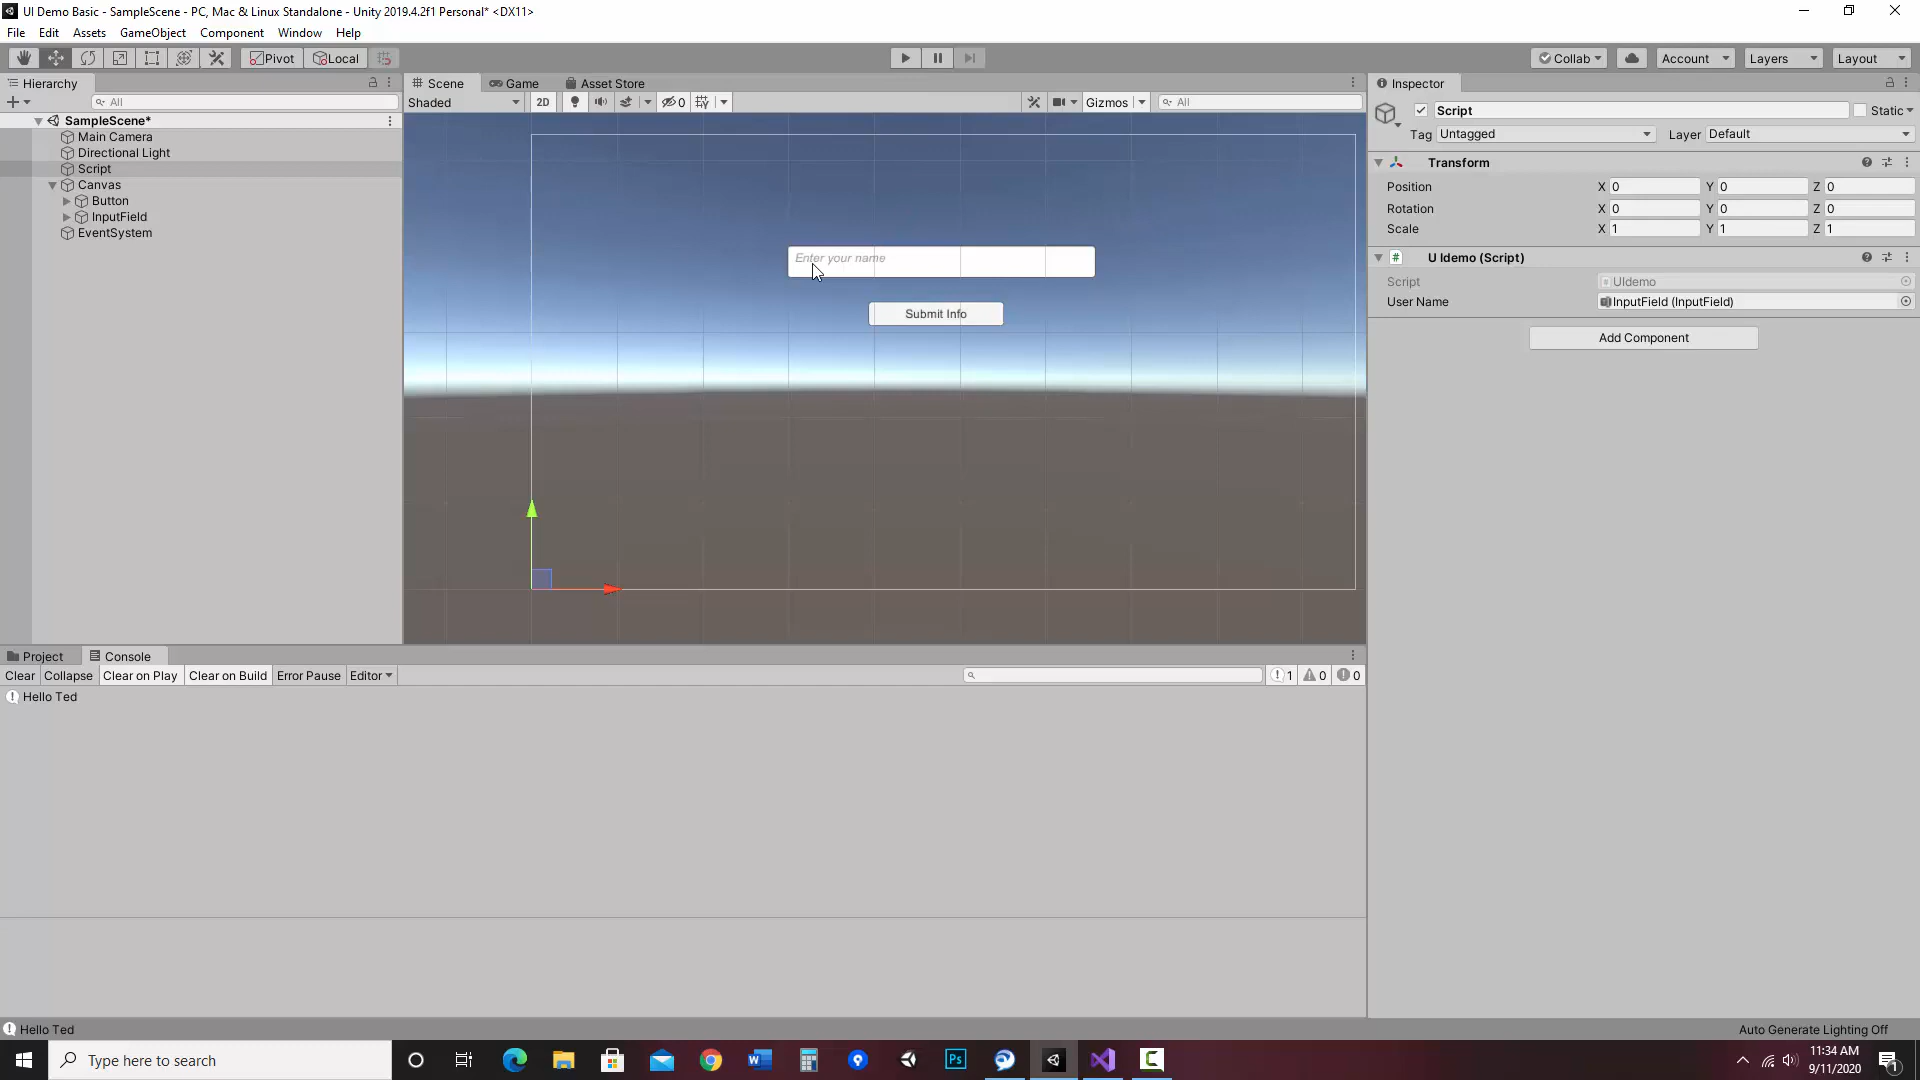 UI Demo Basic - SampleScene - PC, Mac & Linux Standalone - Unity 2019.4.2f1 Personal* <DX11>
File Edit Assets GameObject Component Window Help
Pivot Local Collab Account Layers Layout
Hierarchy
All
SampleScene*
Main Camera
Directional Light
Script
Canvas
Button
InputField
EventSystem
Scene Game Asset Store
Shaded 2D 0 Gizmos All
Enter your name
Submit Info
Inspector
Script Static
Tag Untagged Layer Default
Transform
Position X 0 Y 0 Z 0
Rotation X 0 Y 0 Z 0
Scale X 1 Y 1 Z 1
# U Idemo (Script)
Script UIdemo
User Name InputField (InputField)
Add Component
Project Console
Clear Collapse Clear on Play Clear on Build Error Pause Editor 1 0 0
Hello Ted
Hello Ted Auto Generate Lighting Off
Type here to search
Ps
11:34 AM
9/11/2020
1